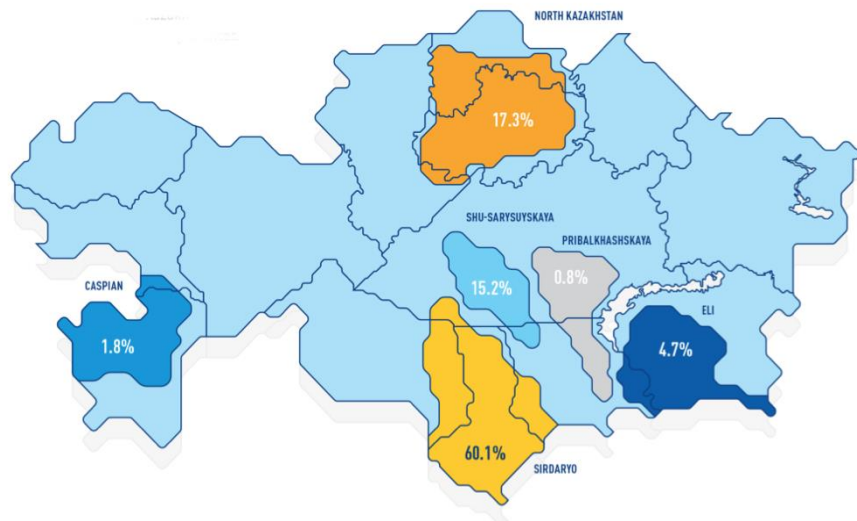 NORTH KAZAKHSTAN
17.3%
SHU-SARYSUYSKAYA
PRIBALKHASHSKAYA
15.2%
0.8%
CASPIAN
ELI
1.8%
4.7%
60.1%
SIRDARYO